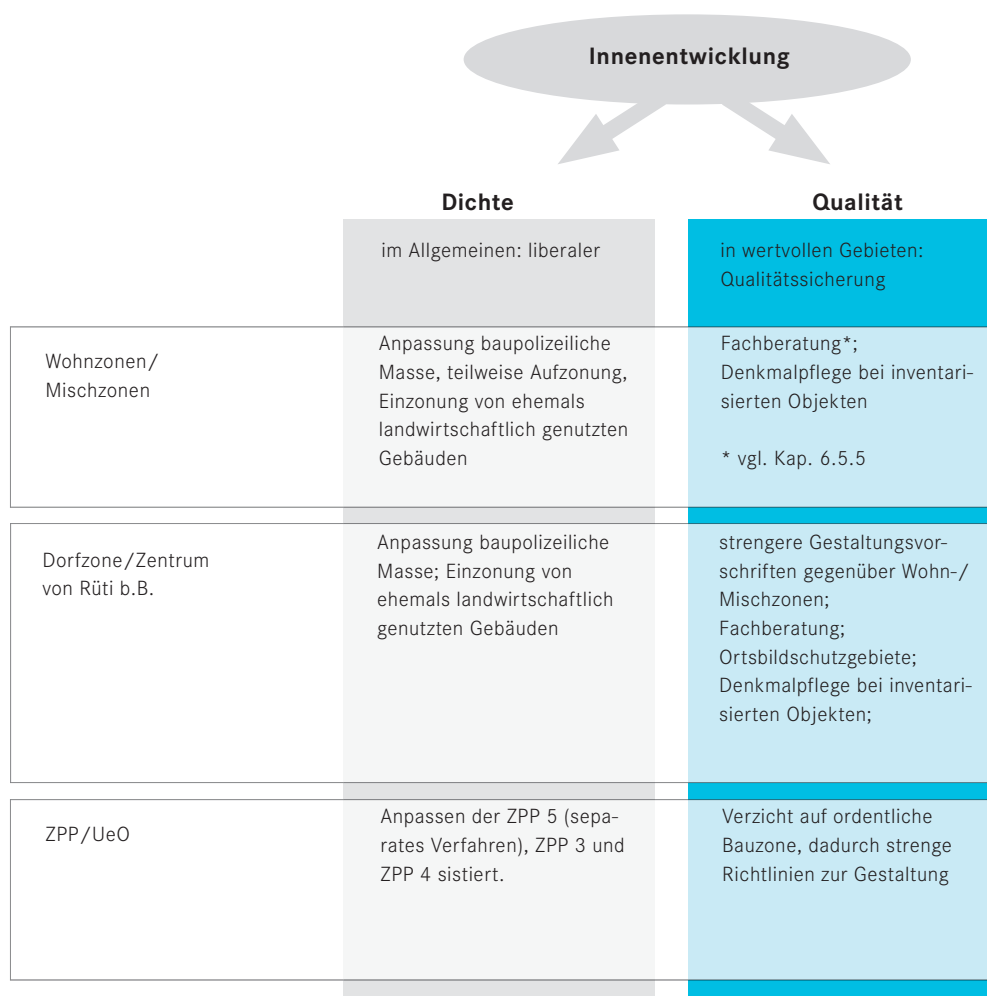 Innenentwicklung
Dichte
Qualität
im Allgemeinen: liberaler
in wertvollen Gebieten:
Qualitätssicherung
Wohnzonen/
Mischzonen
Anpassung baupolizeiliche
Masse, teilweise Aufzonung,
Einzonung von ehemals
landwirtschaftlich genutzten
Gebäuden
Fachberatung*;
Denkmalpflege bei inventari-
sierten Objekten
* vgl. Kap. 6.5.5
Dorfzone/Zentrum
von Rüti b.B.
Anpassung baupolizeiliche
Masse; Einzonung von
ehemals landwirtschaftlich
genutzten Gebäuden
strengere Gestaltungsvor-
schriften gegenüber Wohn-/
Mischzonen;
Fachberatung;
Ortsbildschutzgebiete;
Denkmalpflege bei inventari-
sierten Objekten;
ZPP/UeO
Anpassen der ZPP 5 (sepa-
rates Verfahren), ZPP 3 und
ZPP 4 sistiert.
Verzicht auf ordentliche
Bauzone, dadurch strenge
Richtlinien zur Gestaltung